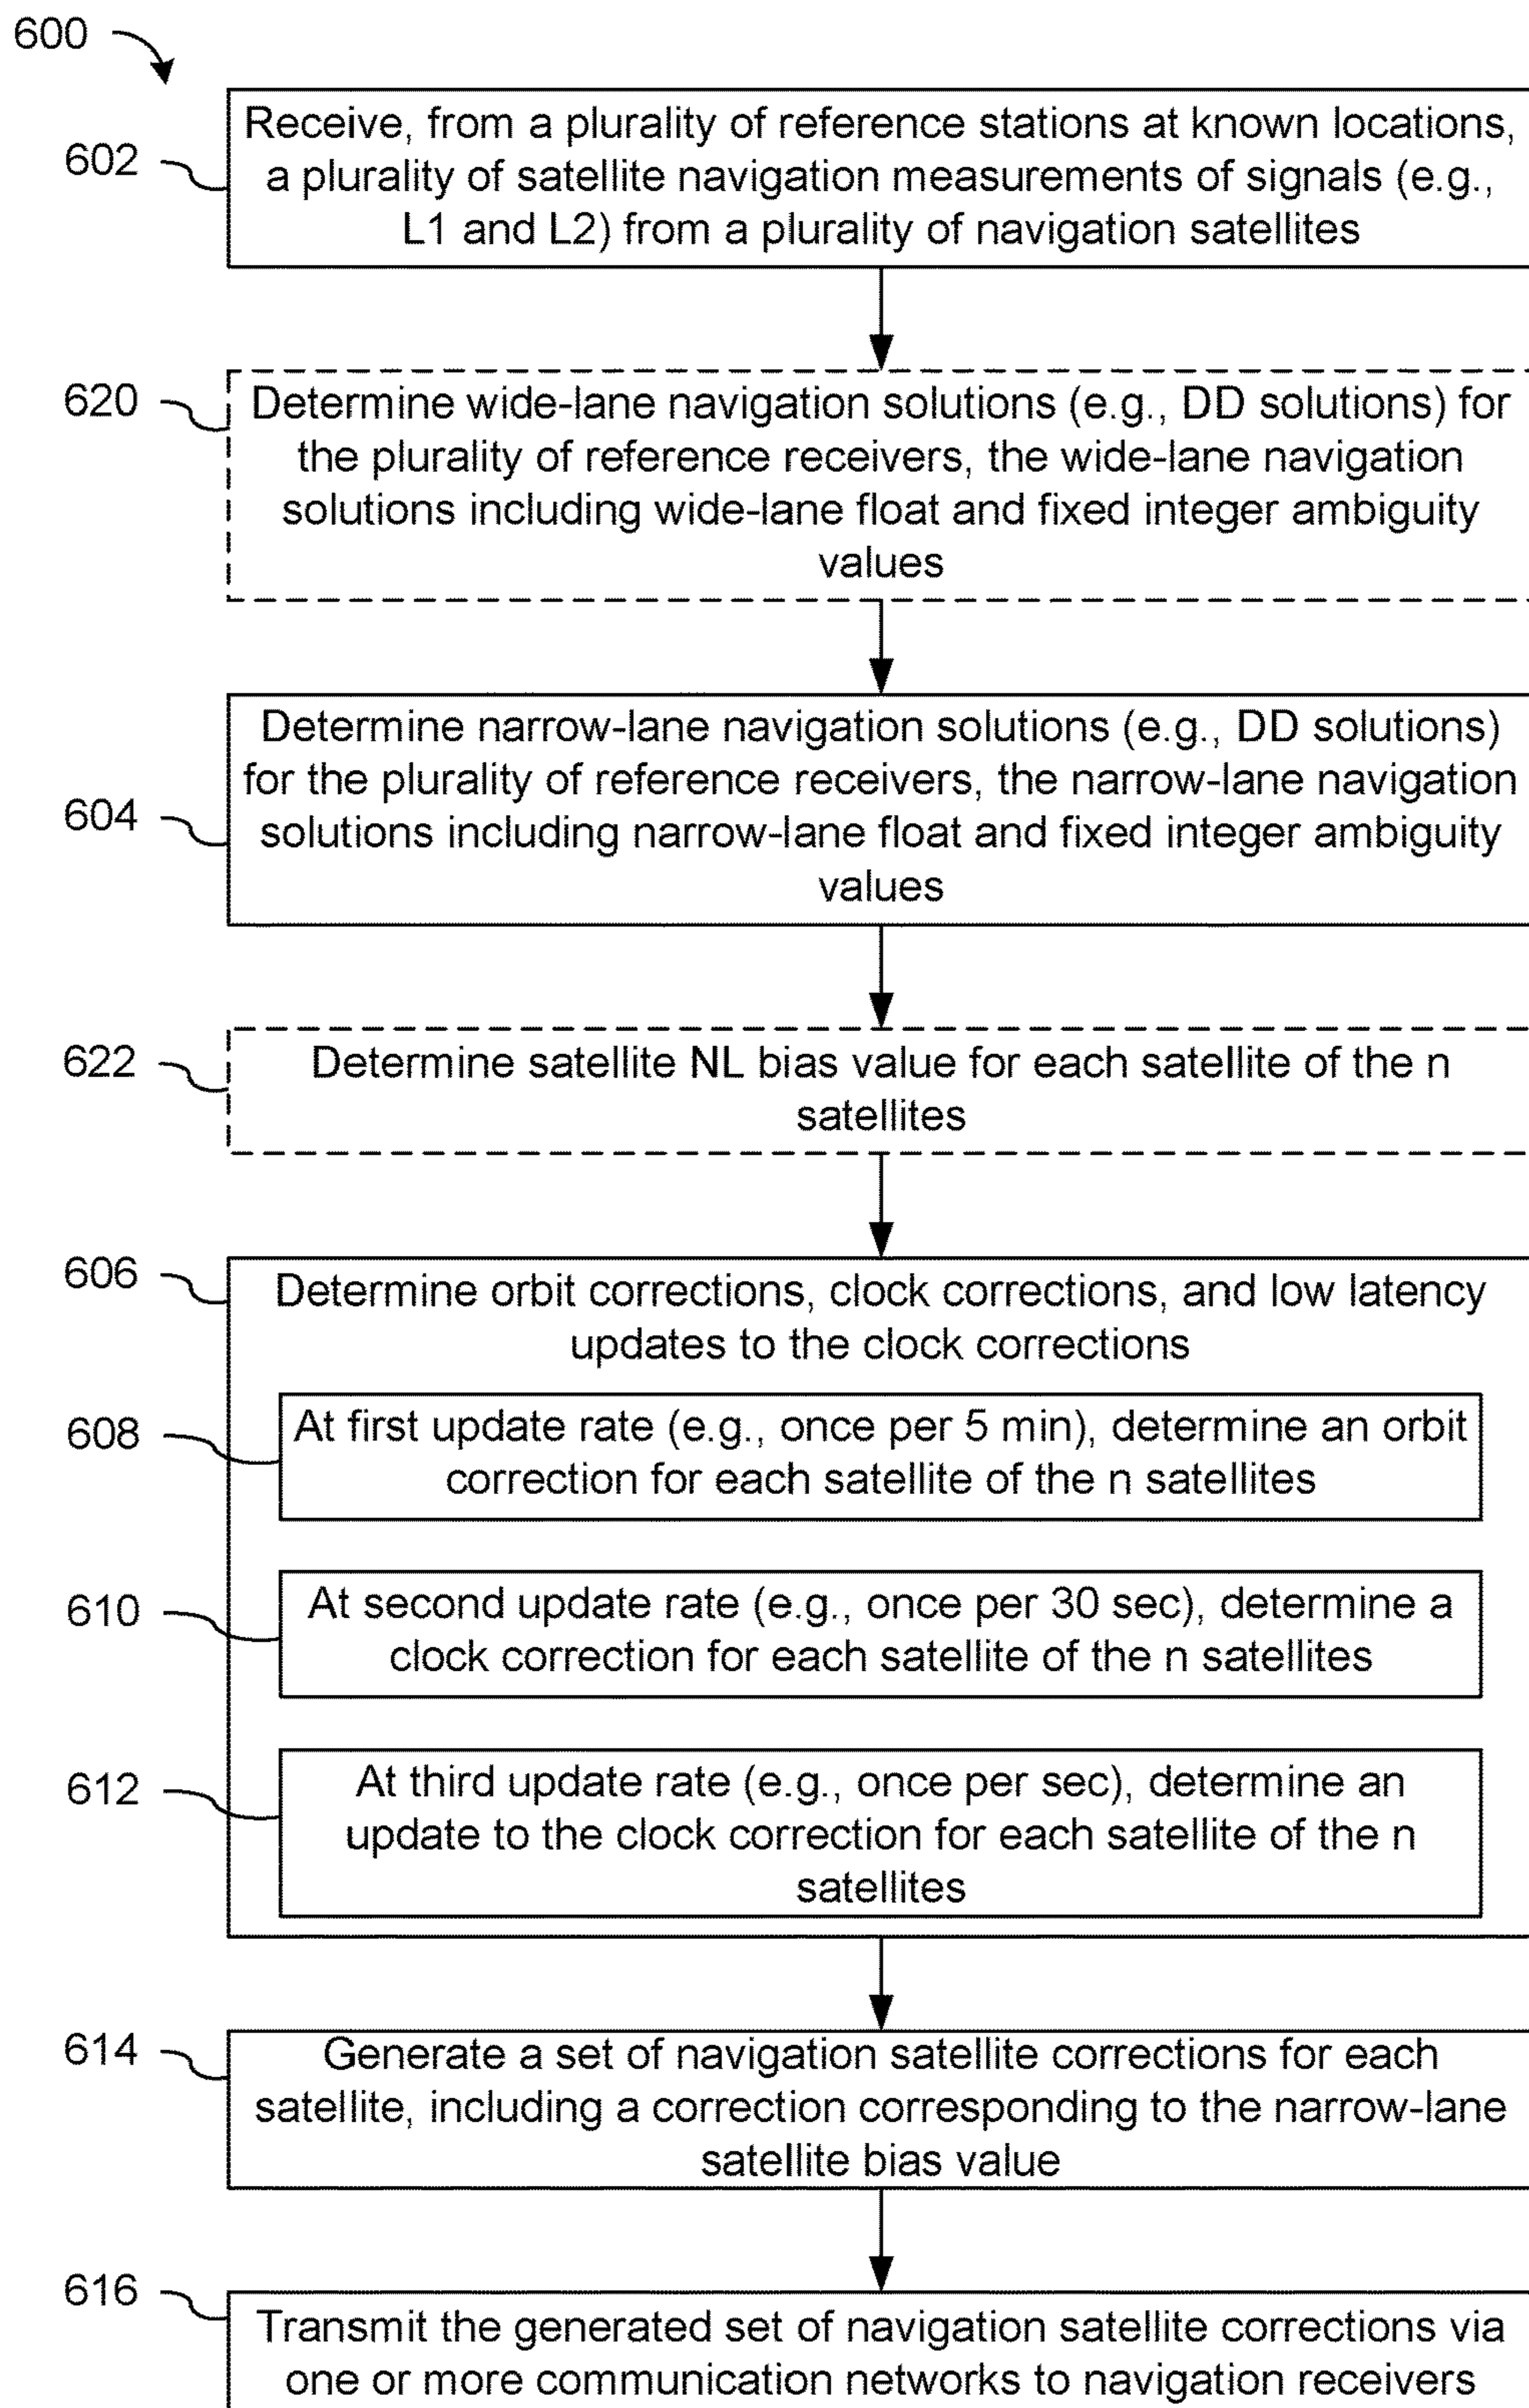 600
602
Receive, from a plurality of reference stations at known locations,
a plurality of satellite navigation measurements of signals (e.g.,
L1 and L2) from a plurality of navigation satellites
620
Determine wide-lane navigation solutions (e.g., DD solutions) for
the plurality of reference receivers, the wide-lane navigation
solutions including wide-lane float and fixed integer ambiguity
values
604
Determine narrow-lane navigation solutions (e.g., DD solutions)
for the plurality of reference receivers, the narrow-lane navigation
solutions including narrow-lane float and fixed integer ambiguity
values
622
Determine satellite NL bias value for each satellite of the n
satellites
606
Determine orbit corrections, clock corrections, and low latency
updates to the clock corrections
608
At first update rate (e.g., once per 5 min), determine an orbit
correction for each satellite of the n satellites
610
At second update rate (e.g., once per 30 sec), determine a
clock correction for each satellite of the n satellites
612
At third update rate (e.g., once per sec), determine an
update to the clock correction for each satellite of the n
satellites
614
Generate a set of navigation satellite corrections for each
satellite, including a correction corresponding to the narrow-lane
satellite bias value
616
Transmit the generated set of navigation satellite corrections via
one or more communication networks to navigation receivers